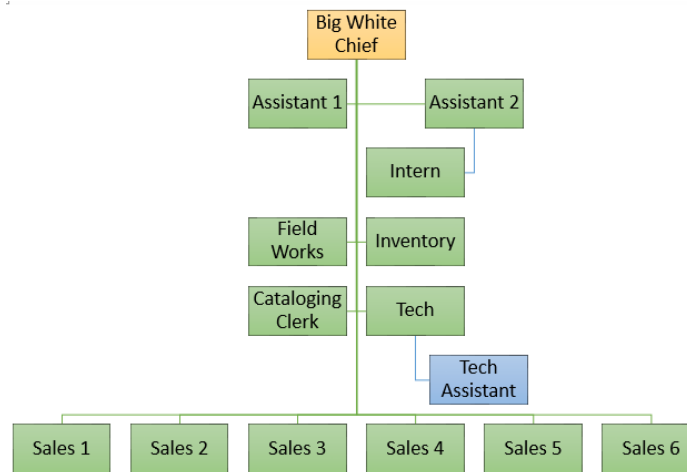 Big White
Chief
Assistant 1
Assistant 2
Intern
Field
Works
Inventory
Cataloging
Clerk
Tech
Tech
Assistant
Sales 1
Sales 2
Sales 3
Sales 4
Sales 5
Sales 6